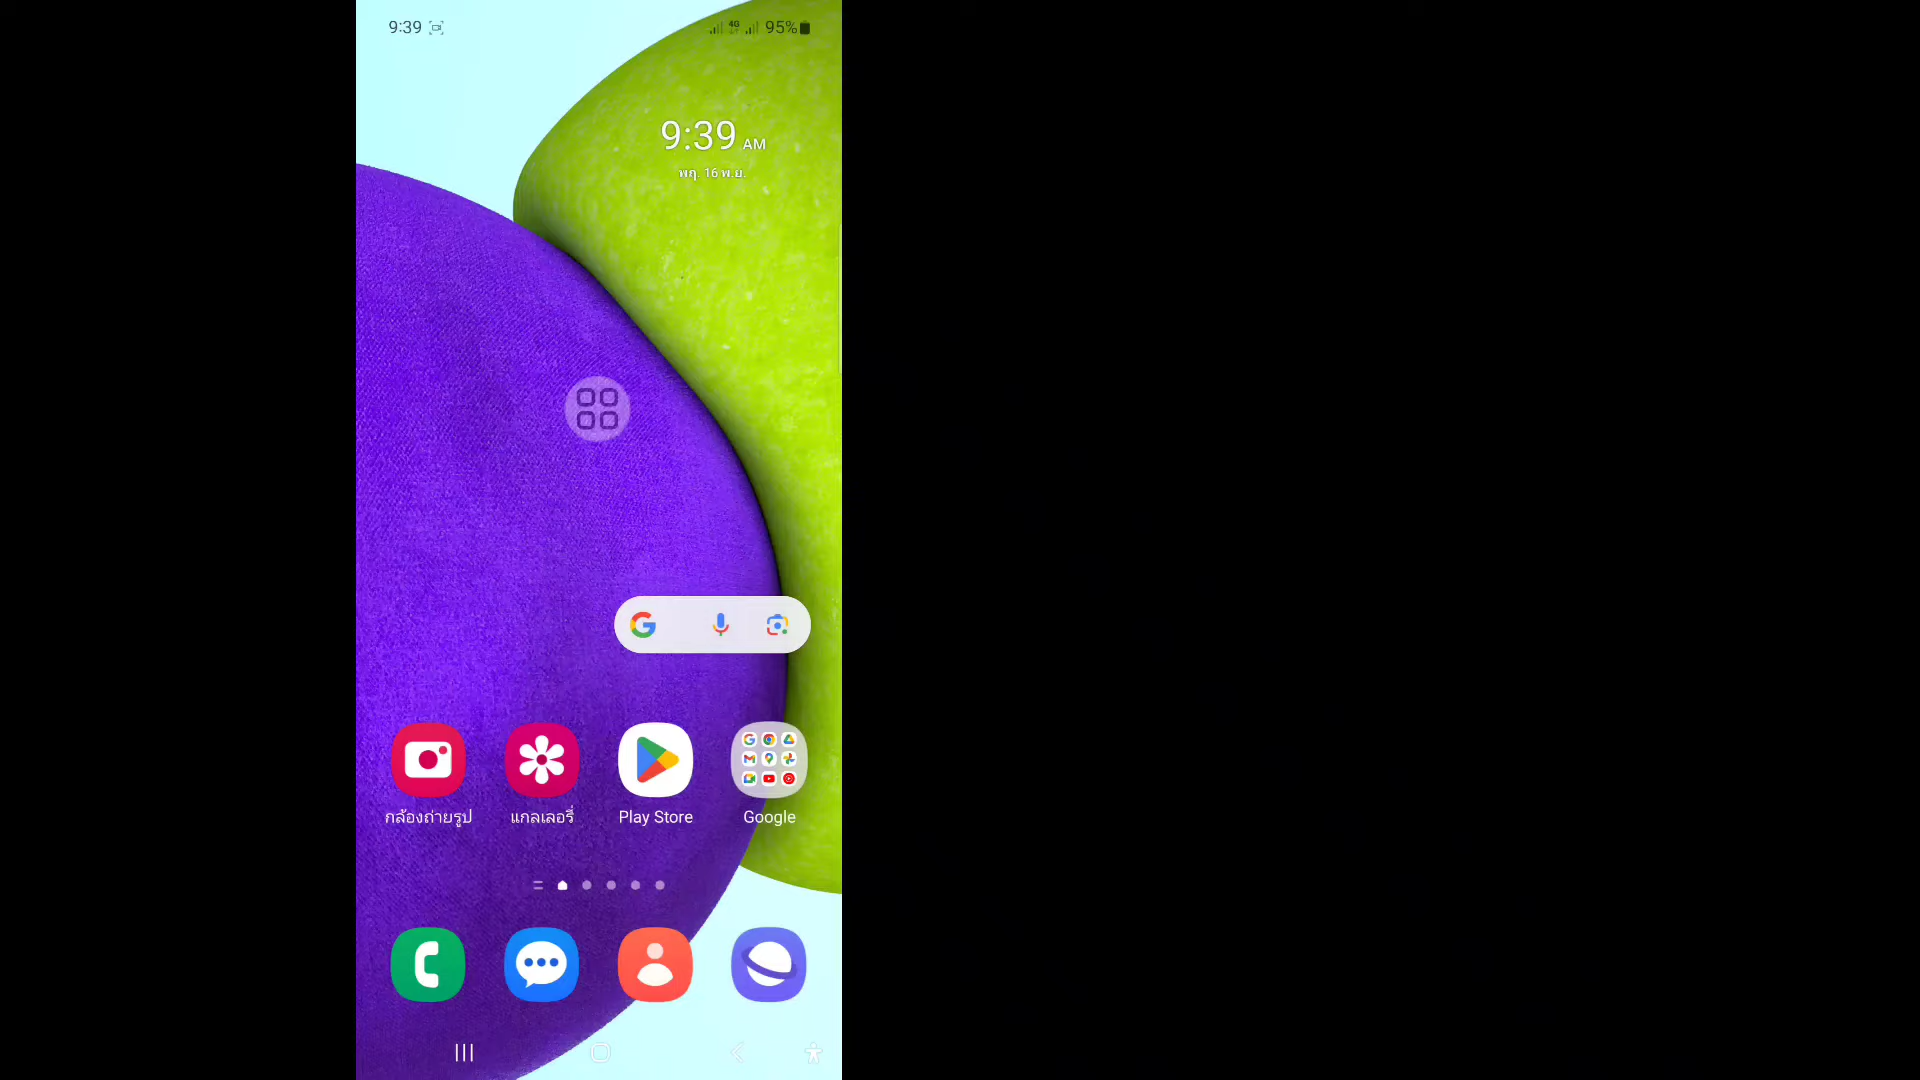 9:39
4G
95%
9:39 AM
พฤ. 16 พ.ย.
กล้องถ่ายรูป
แกลเลอรี่
Play Store
Google